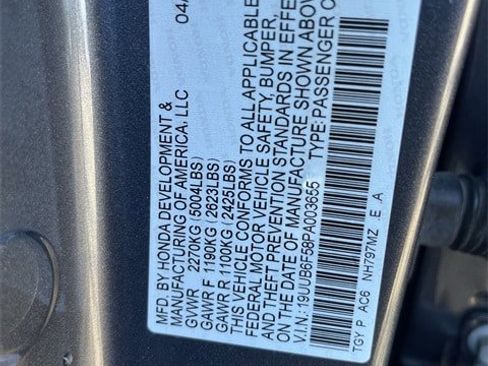 MFD. BY HONDA DEVELOPMENT &
MANUFACTURING OF AMERICA, LLC 04/
GVWR 2270KG (5004LBS)
GAWR F 1190KG (2623LBS)
GAWR R 1100KG (2425LBS)
THIS VEHICLE CONFORMS TO ALL APPLICABLE
FEDERAL MOTOR VEHICLE SAFETY, BUMPER,
AND THEFT PREVENTION STANDARDS IN EFFE
ON THE DATE OF MANUFACTURE SHOWN
V.I.N.: 19UUB6F58PA003655 TYPE: PASSENGER C
TGY P AC6 NH797MZ E A